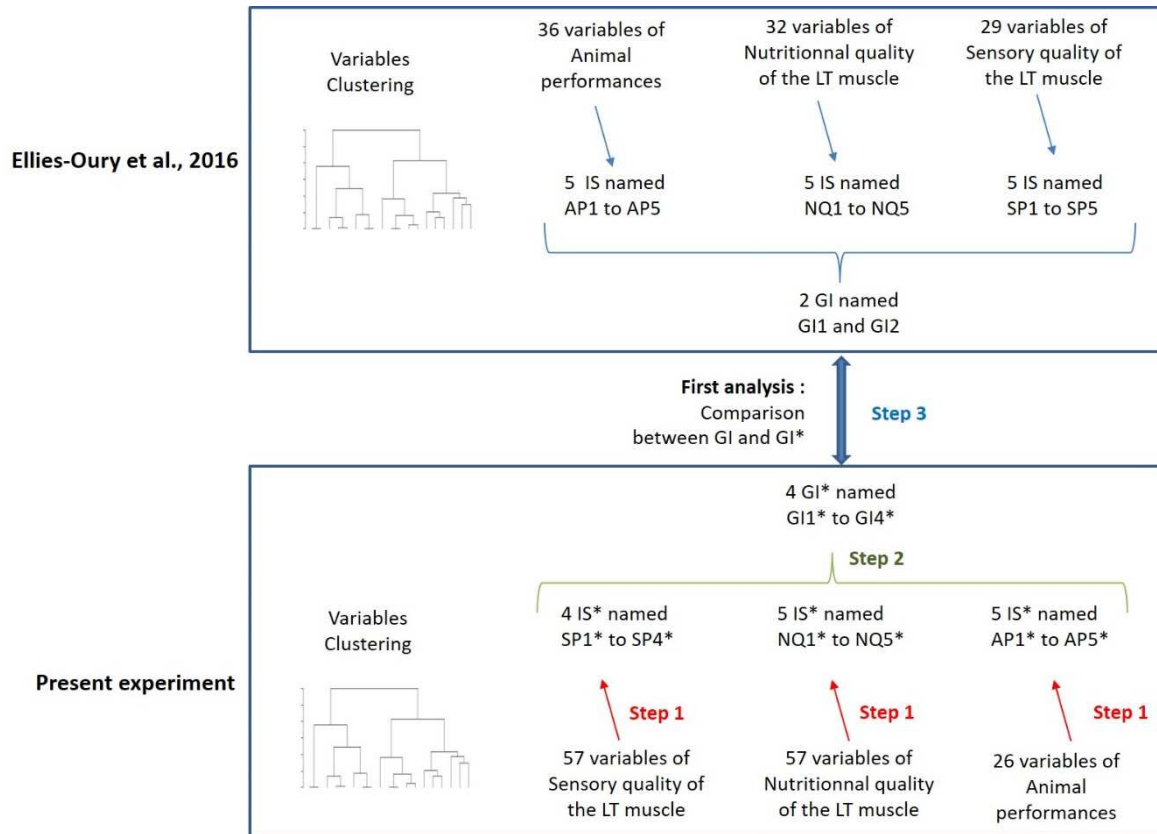 Ellies-Oury et al., 2016
Variables
Clustering
36 variables of
Animal
performances
32 variables of
Nutritionnal quality
of the LT muscle
29 variables of
Sensory quality of
the LT muscle
5 IS named
AP1 to AP5
5 IS named
NQ1 to NQ5
5 IS named
SP1 to SP5
2 GI named
GI1 and GI2
First analysis :
Comparison
between GI and GI*
Step 3
Present experiment
4 GI* named
GI1* to GI4*
Step 2
Variables
Clustering
4 IS* named
SP1* to SP4*
5 IS* named
NQ1* to NQ5*
5 IS* named
AP1* to AP5*
Step 1
Step 1
Step 1
57 variables of
Sensory quality of
the LT muscle
57 variables of
Nutritionnal quality
of the LT muscle
26 variables of
Animal
performances